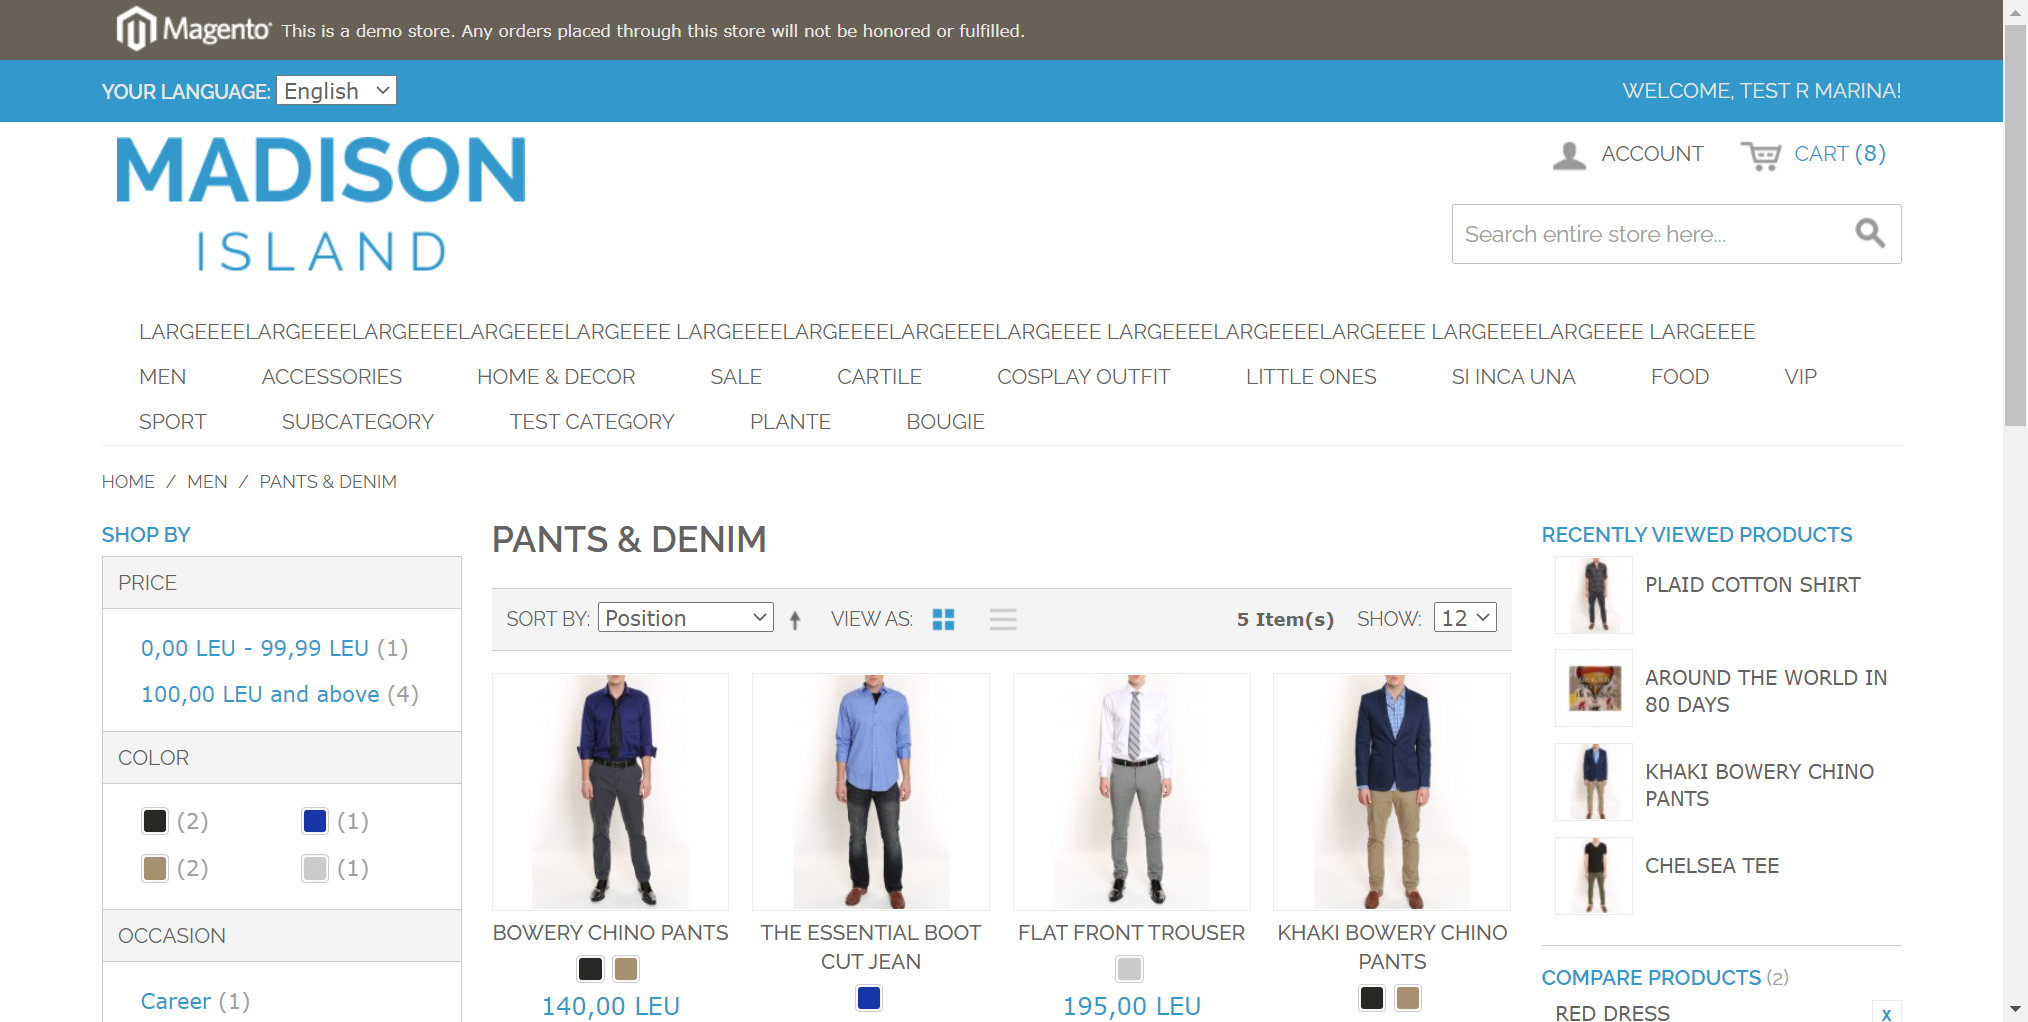 Magento This is a demo store. Any orders placed through this store will not be honored or fulfilled.
YOUR LANGUAGE: English
WELCOME, TEST R MARINA!
MADISON
ISLAND
ACCOUNT
CART (8)
Search entire store here...
LARGEEEELARGEEEELARGEEEELARGEEEELARGEEEE LARGEEEELARGEEEELARGEEEELARGEEEE LARGEEEELARGEEEELARGEEEE LARGEEEELARGEEEE LARGEEEE
MEN ACCESSORIES HOME & DECOR SALE CARTILE COSPLAY OUTFIT LITTLE ONES SI INCA UNA FOOD VIP
SPORT SUBCATEGORY TEST CATEGORY PLANTE BOUGIE
HOME / MEN / PANTS & DENIM
SHOP BY
PRICE
0,00 LEU - 99,99 LEU (1)
100,00 LEU and above (4)
COLOR
(2) (1)
(2) (1)
OCCASION
Career (1)
PANTS & DENIM
SORT BY: Position VIEW AS: 5 Item(s) SHOW: 12
BOWERY CHINO PANTS
140,00 LEU
THE ESSENTIAL BOOT
CUT JEAN
FLAT FRONT TROUSER
195,00 LEU
KHAKI BOWERY CHINO
PANTS
RECENTLY VIEWED PRODUCTS
PLAID COTTON SHIRT
AROUND THE WORLD IN
80 DAYS
KHAKI BOWERY CHINO
PANTS
CHELSEA TEE
COMPARE PRODUCTS (2)
RED DRESS x